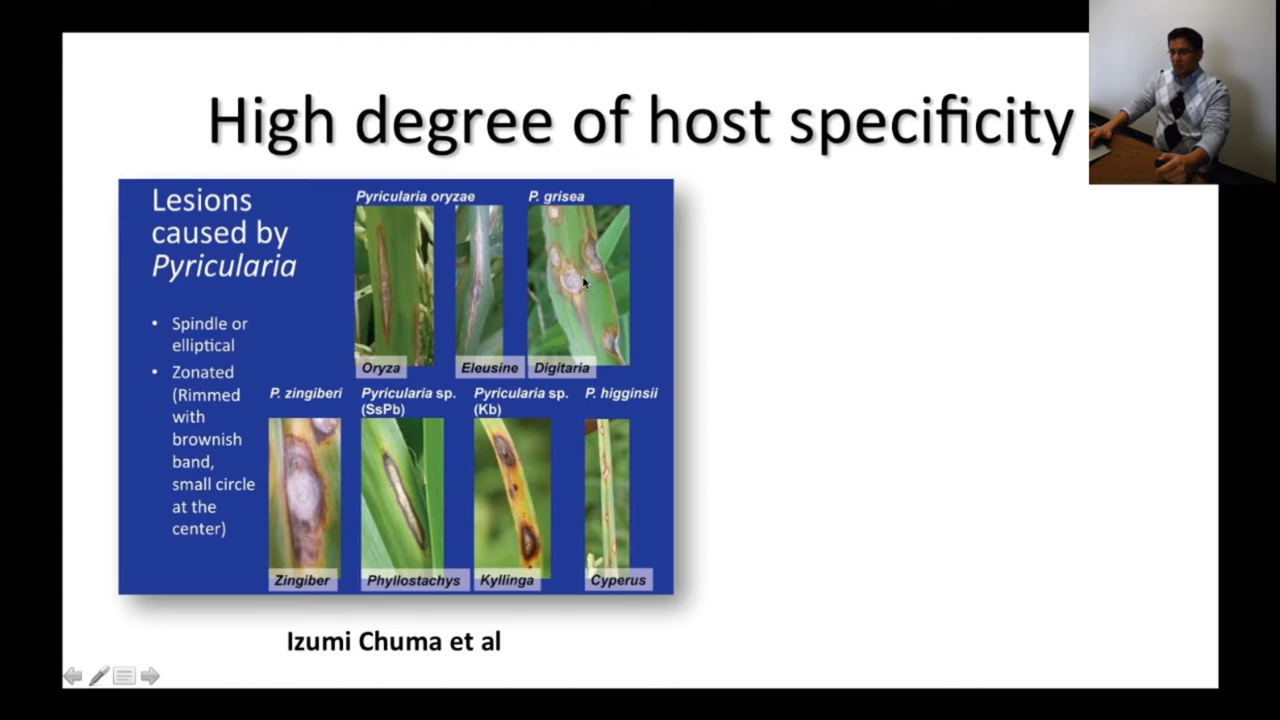 High degree of host specificity
Lesions
caused by
Pyricularia
• Spindle or
elliptical
• Zonated
(Rimmed
with
brownish
band,
small circle
at the
center)
Pyricularia oryzae
P. grisea
Oryza
Eleusine
Digitaria
P. zingiberi
Pyricularia sp.
(SsPb)
Pyricularia sp.
(Kb)
P. higginsii
Zingiber
Phyllostachys
Kyllinga
Cyperus
Izumi Chuma et al